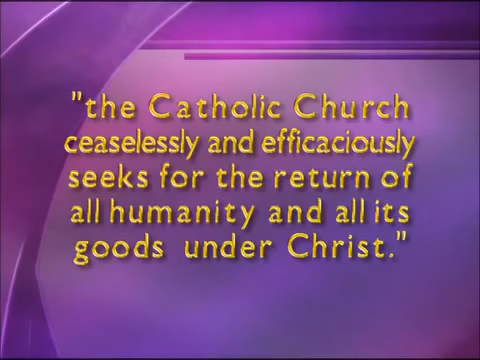 "the Catholic Church
ceaselessly and efficaciously
seeks for the return of
all humanity and all its
goods under Christ."